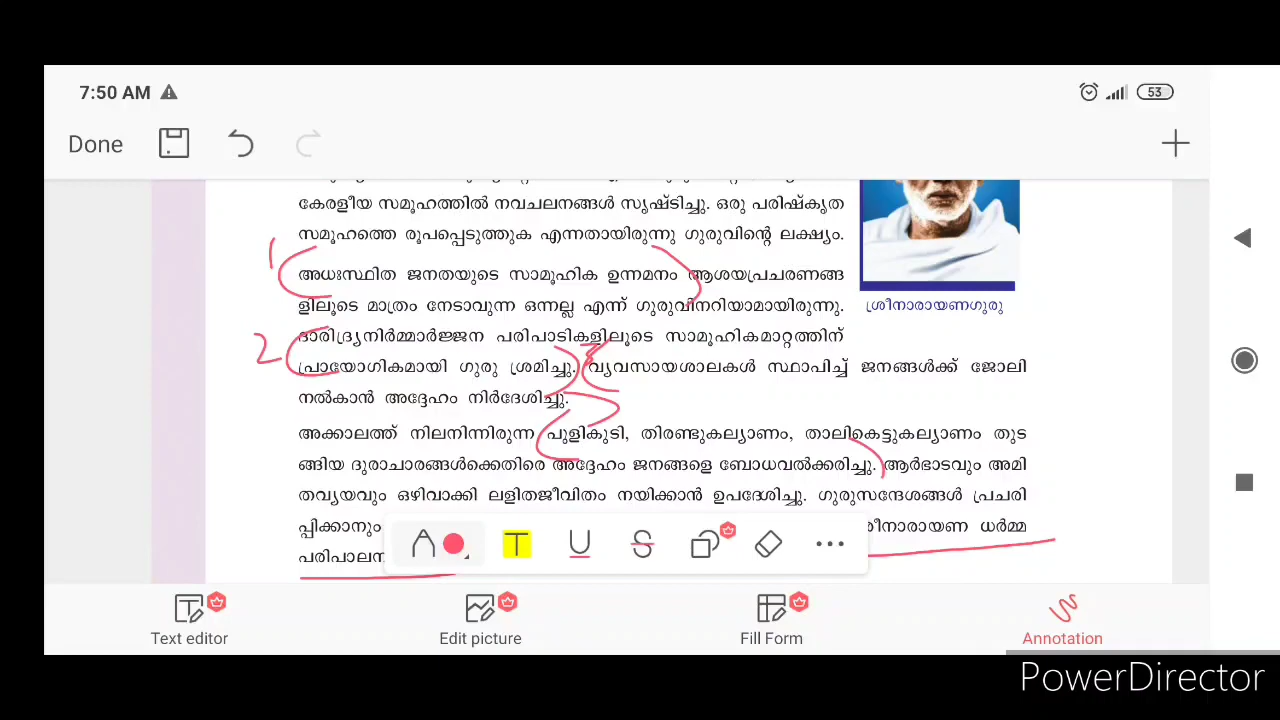 7:50 AM
53
Done
കേരളീയ സമൂഹത്തിൽ നവചലനങ്ങൾ സൃഷ്ടിച്ചു. ഒരു പരിഷ്കൃത
സമൂഹത്തെ രൂപപ്പെടുത്തുക എന്നതായിരുന്നു ഗുരുവിന്റെ ലക്ഷ്യം.
1
അധഃസ്ഥിത ജനതയുടെ സാമൂഹിക ഉന്നമനം ആശയപ്രചരണങ്ങ
ളിലൂടെ മാത്രം നേടാവുന്ന ഒന്നല്ല എന്ന് ഗുരുവിനറിയാമായിരുന്നു.
ശ്രീനാരായണഗുരു
2
ദാരിദ്ര്യനിർമ്മാർജ്ജന പരിപാടികളിലൂടെ സാമൂഹികമാറ്റത്തിന്
പ്രായോഗികമായി ഗുരു ശ്രമിച്ചു. വ്യവസായശാലകൾ സ്ഥാപിച്ച് ജനങ്ങൾക്ക് ജോലി
3
നൽകാൻ അദ്ദേഹം നിർദേശിച്ചു.
അക്കാലത്ത് നിലനിന്നിരുന്ന പുളികുടി, തിരണ്ടുകല്യാണം, താലികെട്ടുകല്യാണം തുട
ങ്ങിയ ദുരാചാരങ്ങൾക്കെതിരെ അദ്ദേഹം ജനങ്ങളെ ബോധവൽക്കരിച്ചു. ആർഭാടവും അമി
തവ്യയവും ഒഴിവാക്കി ലളിതജീവിതം നയിക്കാൻ ഉപദേശിച്ചു. ഗുരുസന്ദേശങ്ങൾ പ്രചരി
പ്പിക്കാനും രീനാരായണ ധർമ്മ
പരിപാലന
A T U S
Text editor
Edit picture
Fill Form
Annotation
PowerDirector